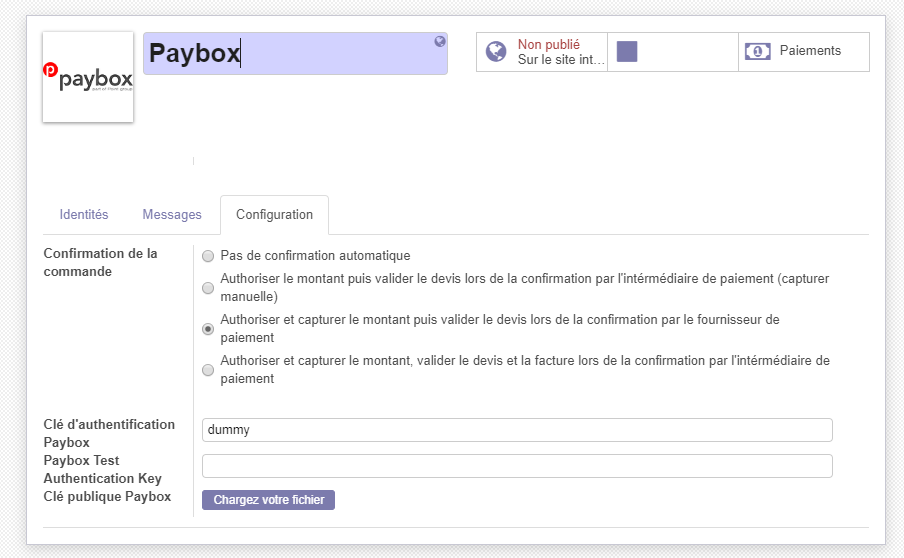 paybox
part of Point group
Paybox
Non publié
Sur le site int...
Paiements
Identités
Messages
Configuration
Confirmation de la
commande
Pas de confirmation automatique
Authoriser le montant puis valider le devis lors de la confirmation par l'intérmédiaire de paiement (capturer
manuelle)
Authoriser et capturer le montant puis valider le devis lors de la confirmation par le fournisseur de
paiement
Authoriser et capturer le montant, valider le devis et la facture lors de la confirmation par l'intérmédiaire de
paiement
Clé d'authentification
Paybox
dummy
Paybox Test
Authentication Key
Clé publique Paybox
Chargez votre fichier